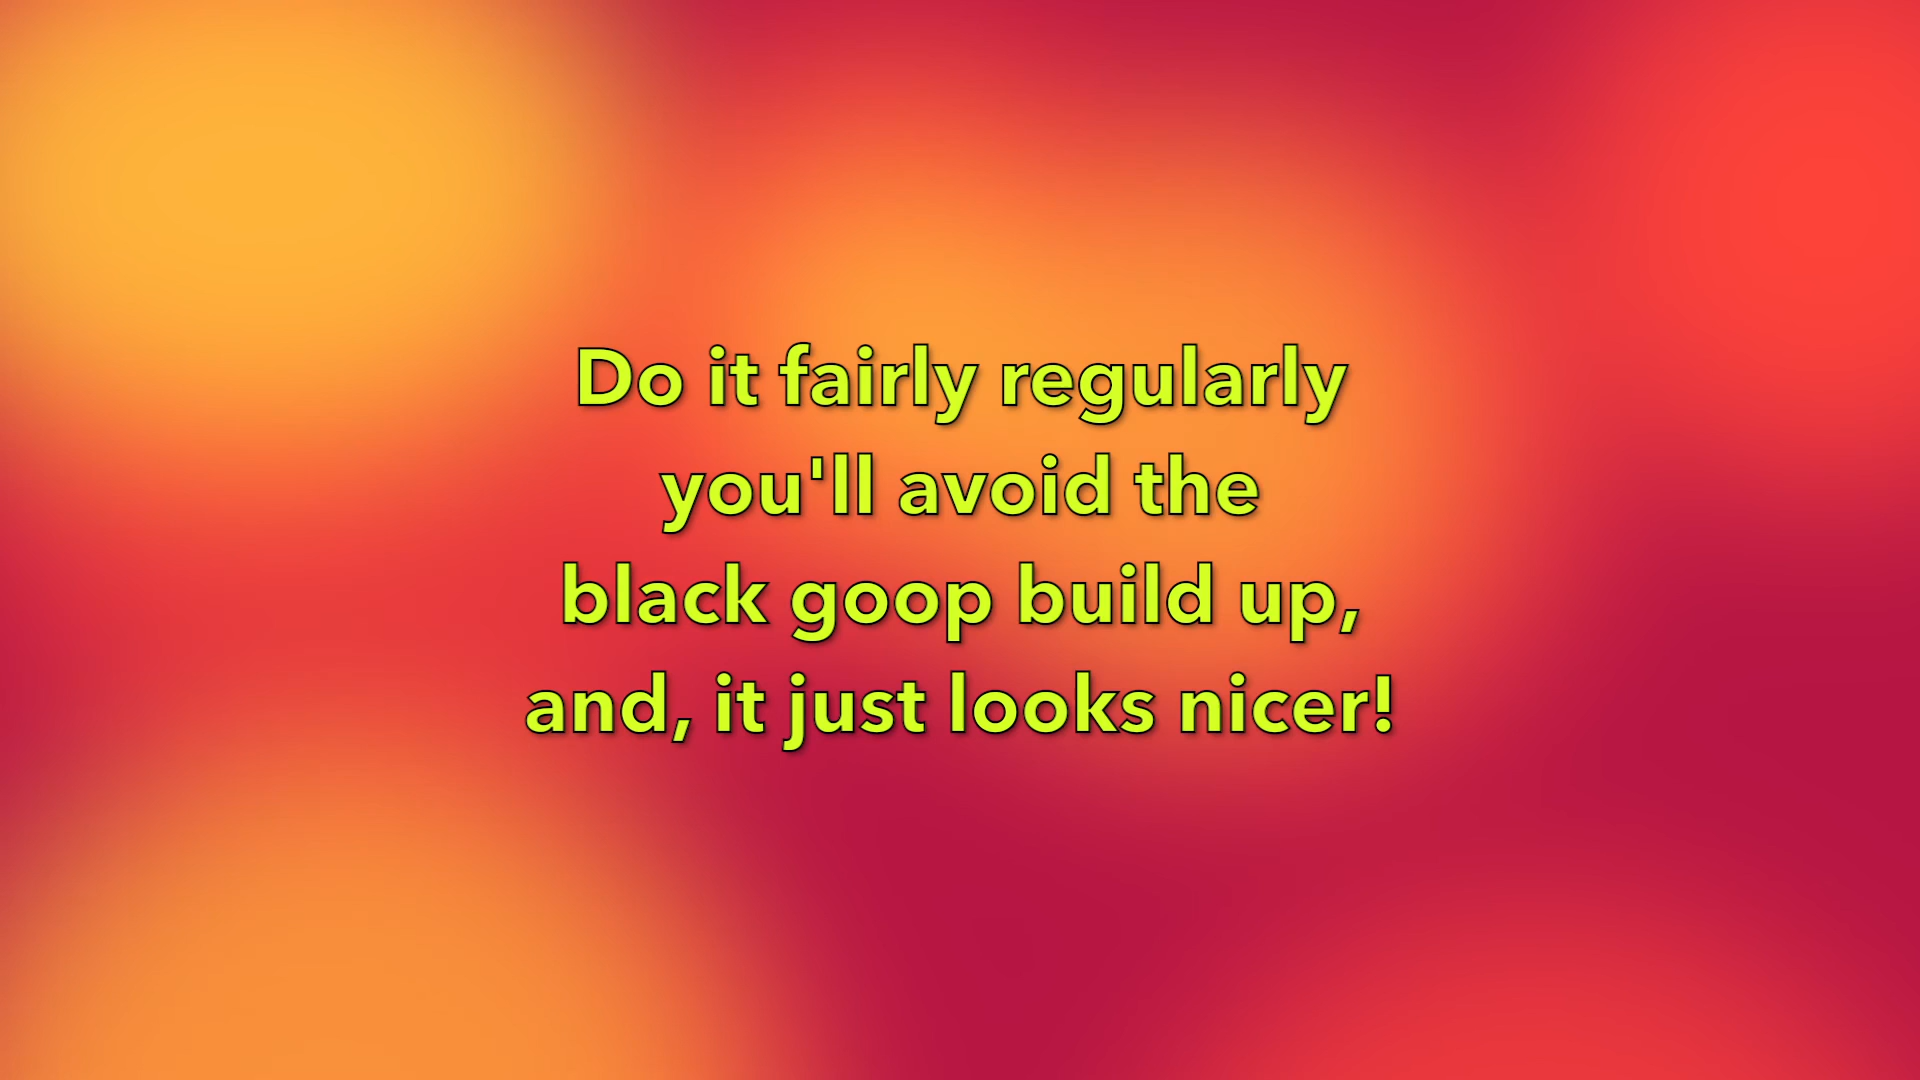 Do it fairly regularly
you'll avoid the
black goop build up,
and, it just looks nicer!